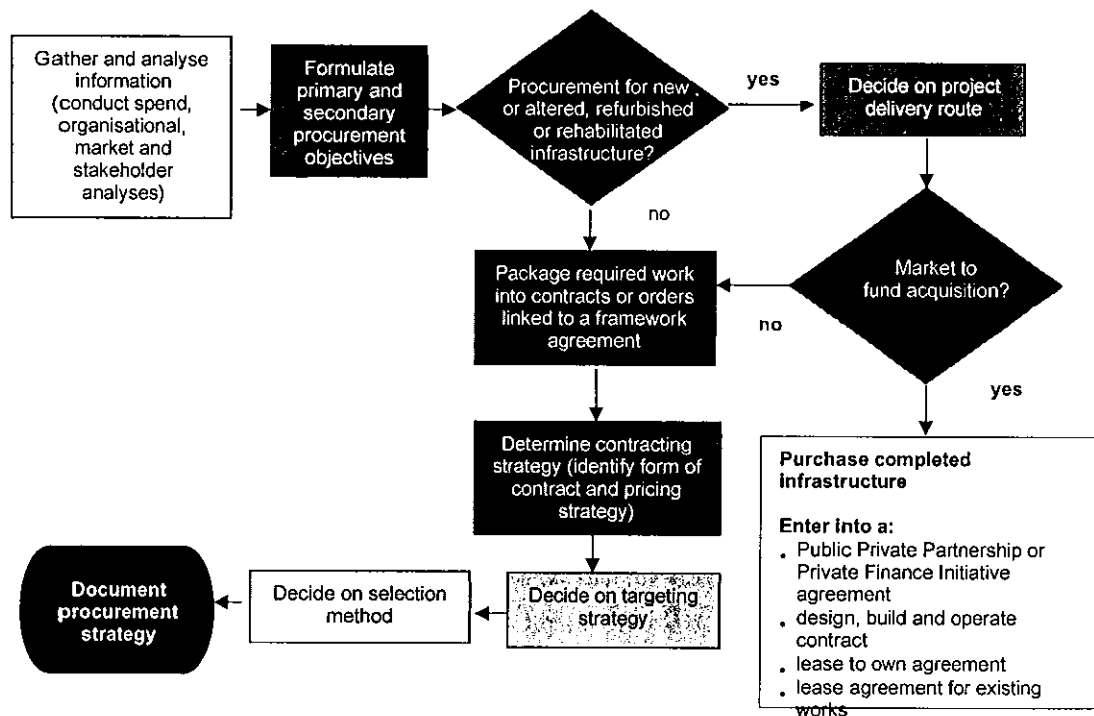 Gather and analyse
information
(conduct spend,
organisational,
market and
stakeholder
analyses)
Formulate
primary and
secondary
procurement
objectives
Procurement for new
or altered, refurbished
or rehabilitated
infrastructure?
yes
Decide on project
delivery route
no
Market to
fund acquisition?
no
yes
Package required work
into contracts or orders
linked to a framework
agreement
Determine contracting
strategy (identify form of
contract and pricing
strategy)
Purchase completed
infrastructure
Enter into a:
. Public Private Partnership or
Private Finance Initiative
agreement
. design, build and operate
contract
. lease to own agreement
. lease agreement for existing
works
Decide on targeting
strategy
Decide on selection
method
Document
procurement
strategy